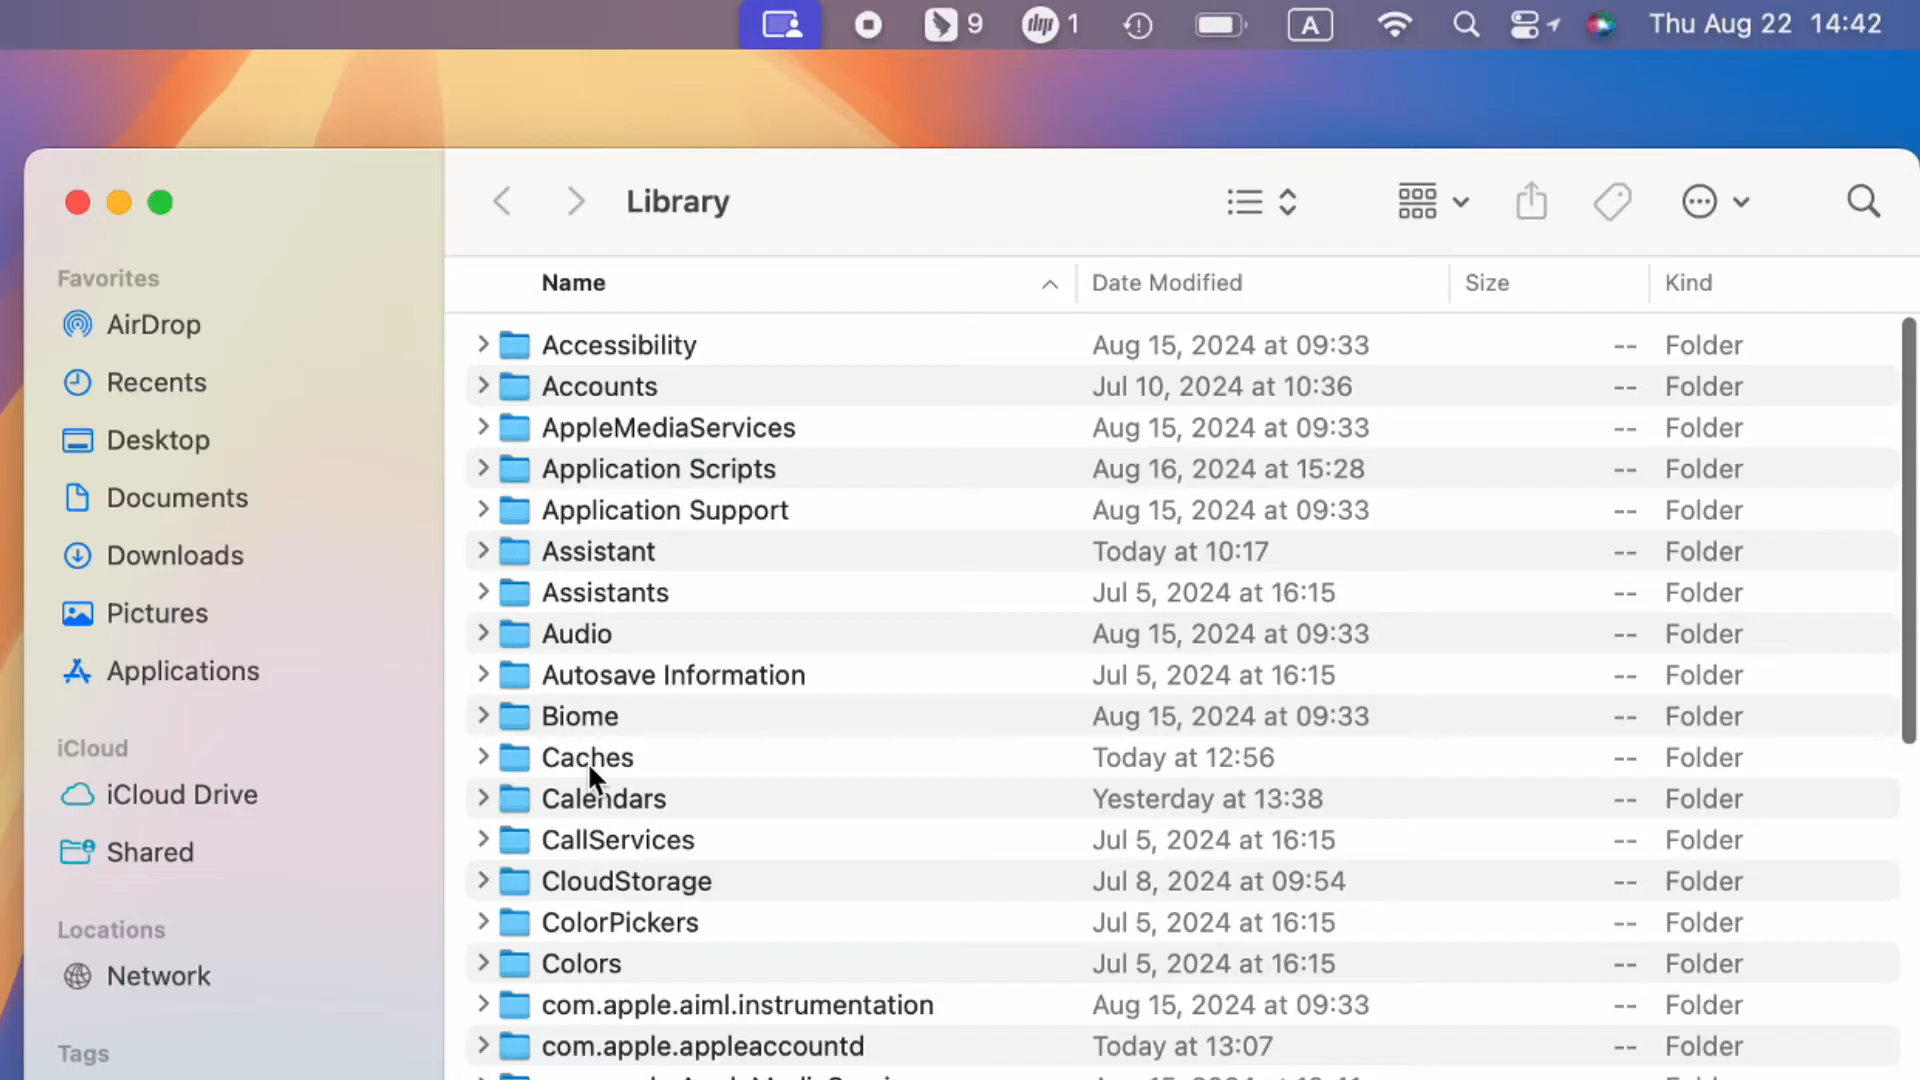 9 1 A Thu Aug 22 14:42
Library
Name Date Modified Size Kind
Favorites
AirDrop
Recents
Desktop
Documents
Downloads
Pictures
Applications
iCloud
iCloud Drive
Shared
Locations
Network
Tags
Accessibility Aug 15, 2024 at 09:33 -- Folder
Accounts Jul 10, 2024 at 10:36 -- Folder
AppleMediaServices Aug 15, 2024 at 09:33 -- Folder
Application Scripts Aug 16, 2024 at 15:28 -- Folder
Application Support Aug 15, 2024 at 09:33 -- Folder
Assistant Today at 10:17 -- Folder
Assistants Jul 5, 2024 at 16:15 -- Folder
Audio Aug 15, 2024 at 09:33 -- Folder
Autosave Information Jul 5, 2024 at 16:15 -- Folder
Biome Aug 15, 2024 at 09:33 -- Folder
Caches Today at 12:56 -- Folder
Calendars Yesterday at 13:38 -- Folder
CallServices Jul 5, 2024 at 16:15 -- Folder
CloudStorage Jul 8, 2024 at 09:54 -- Folder
ColorPickers Jul 5, 2024 at 16:15 -- Folder
Colors Jul 5, 2024 at 16:15 -- Folder
com.apple.aiml.instrumentation Aug 15, 2024 at 09:33 -- Folder
com.apple.appleaccountd Today at 13:07 -- Folder